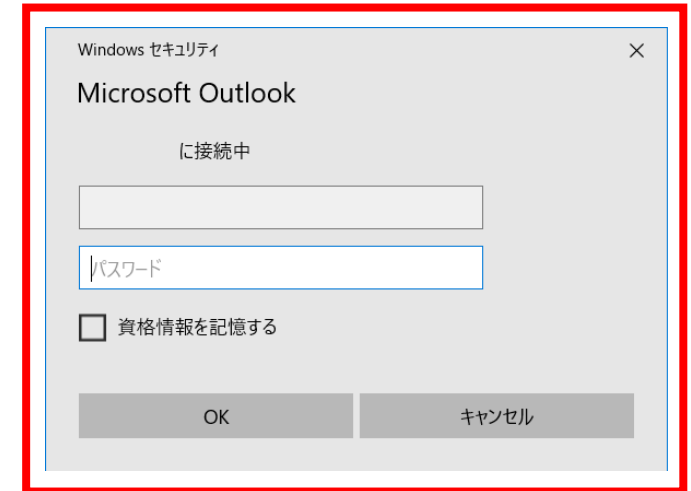 Windows セキュリティ
Microsoft Outlook
に接続中
パスワード
資格情報を記憶する
OK
キャンセル